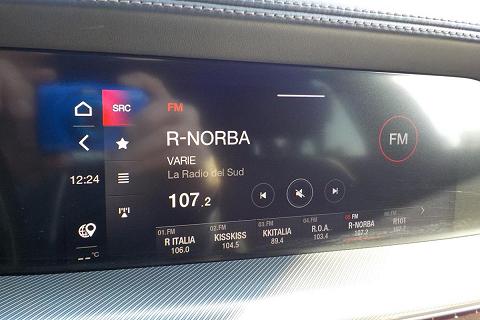 SRC
FM
R-NORBA
VARIE
La Radio del Sud
107.2
FM
12:24
--°C
01.FM
R ITALIA
106.0
02.FM
KISSKISS
104.5
03.FM
KKITALIA
89.4
04.FM
R.O.A.
103.4
05.FM
R-NORBA
107.2